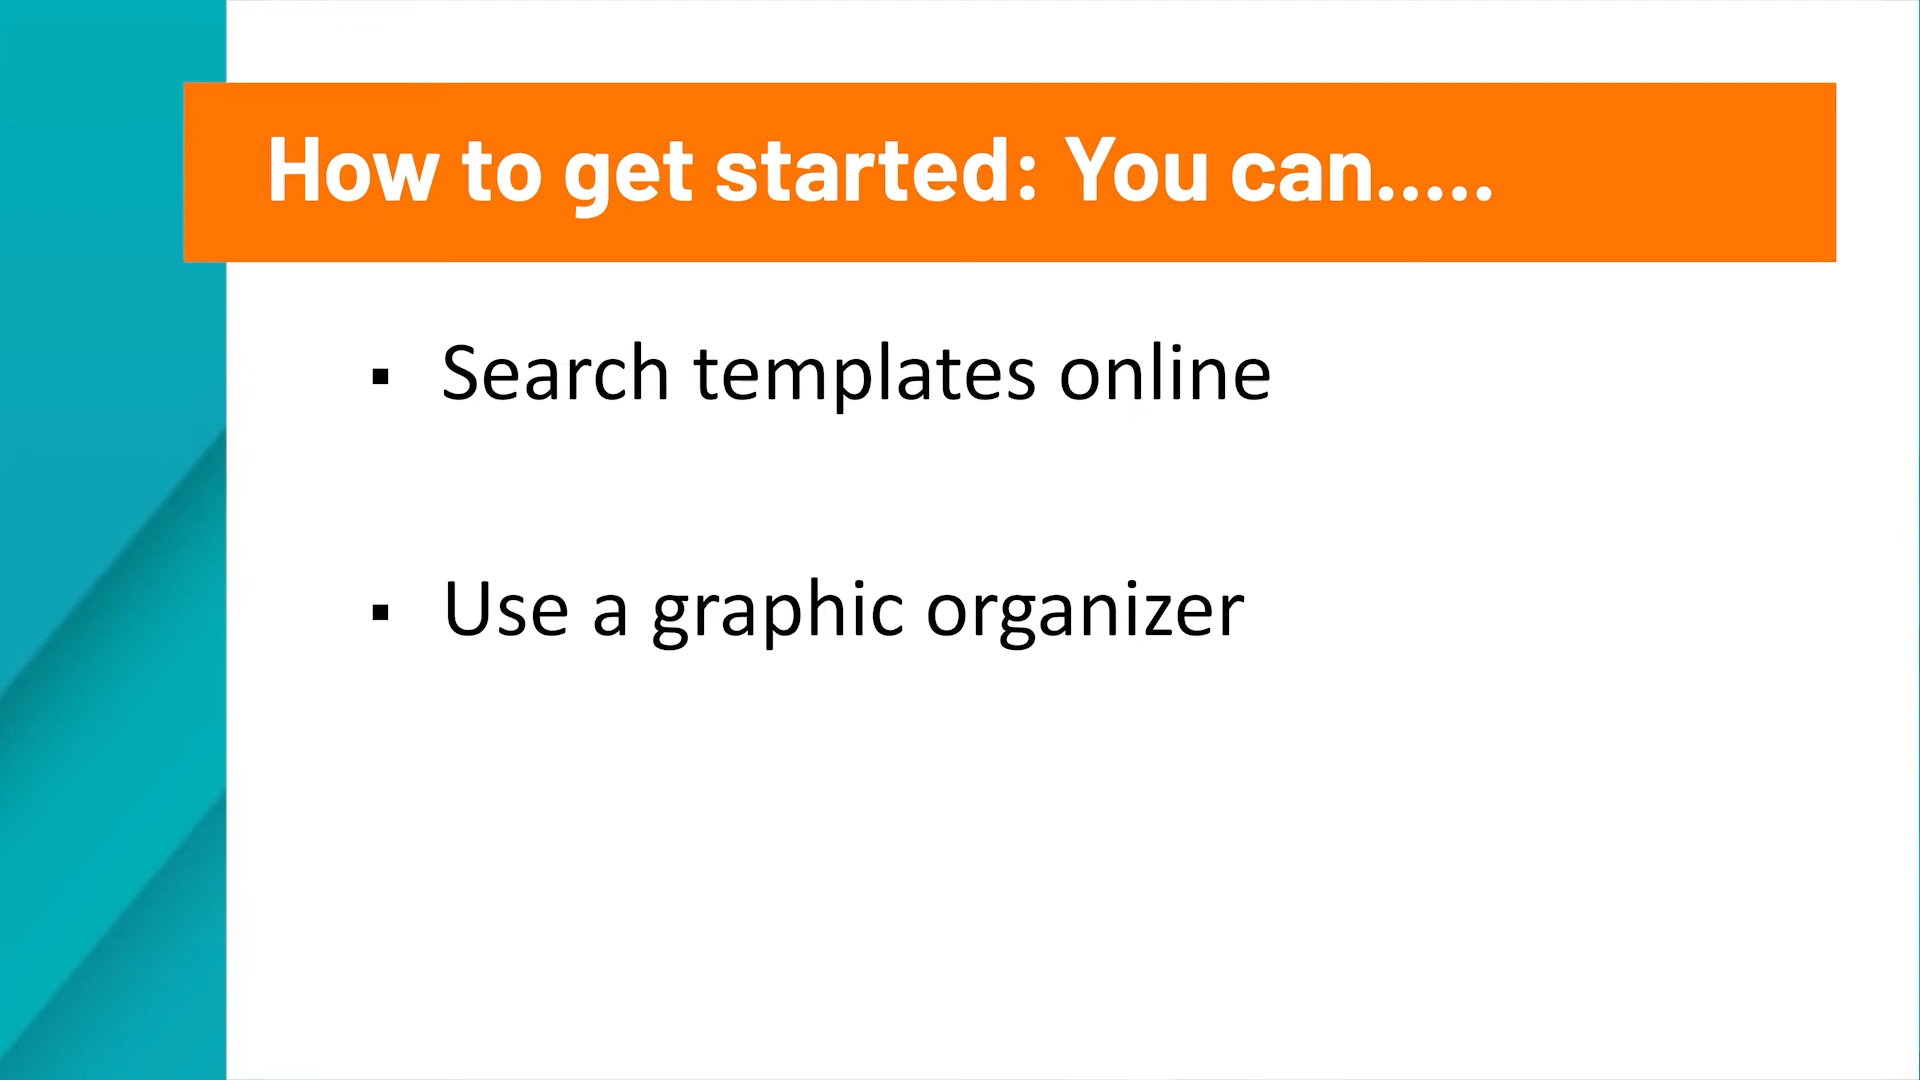 How to get started: You can.....
▪ Search templates online
▪ Use a graphic organizer